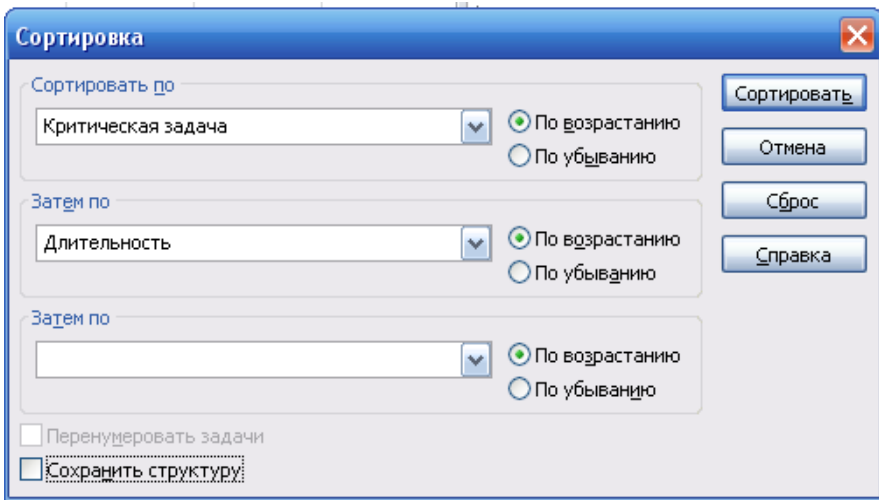 Сортировка
Сортировать по
Критическая задача
По возрастанию
По убыванию
Затем по
Длительность
По возрастанию
По убыванию
Затем по
По возрастанию
По убыванию
Перенумеровать задачи
Сохранить структуру
Сортировать
Отмена
Сброс
Справка